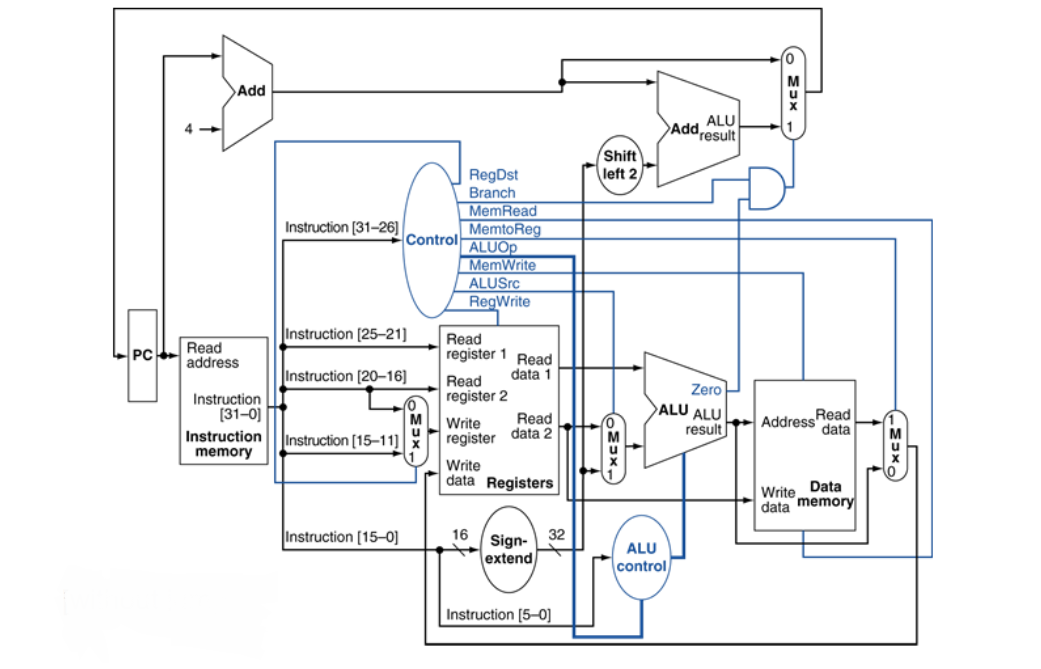 0
M
u
x
1
Add
4
Add
ALU
result
Shift
left 2
RegDst
Branch
MemRead
MemtoReg
ALUOp
MemWrite
ALUSrc
RegWrite
Control
Instruction [31–26]
Instruction [25–21]
Instruction [20–16]
Instruction [15–11]
Instruction [15–0]
Instruction [5–0]
PC
Read
address
Instruction
[31–0]
Instruction
memory
0
M
u
x
1
Read
register 1
Read
register 2
Write
register
Write
data
Read
data 1
Read
data 2
Registers
0
M
u
x
1
Zero
ALU
ALU
result
Address
Read
data
Write
data
Data
memory
1
M
u
x
0
16
Sign-
extend
32
ALU
control